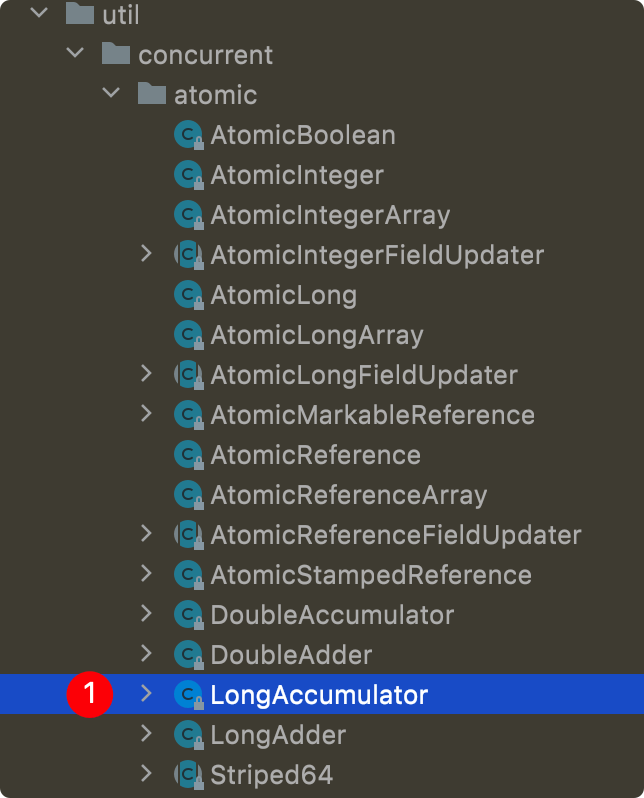 util
concurrent
atomic
AtomicBoolean
AtomicInteger
AtomicIntegerArray
AtomicIntegerFieldUpdater
AtomicLong
AtomicLongArray
AtomicLongFieldUpdater
AtomicMarkableReference
AtomicReference
AtomicReferenceArray
AtomicReferenceFieldUpdater
AtomicStampedReference
DoubleAccumulator
DoubleAdder
1 LongAccumulator
LongAdder
Striped64